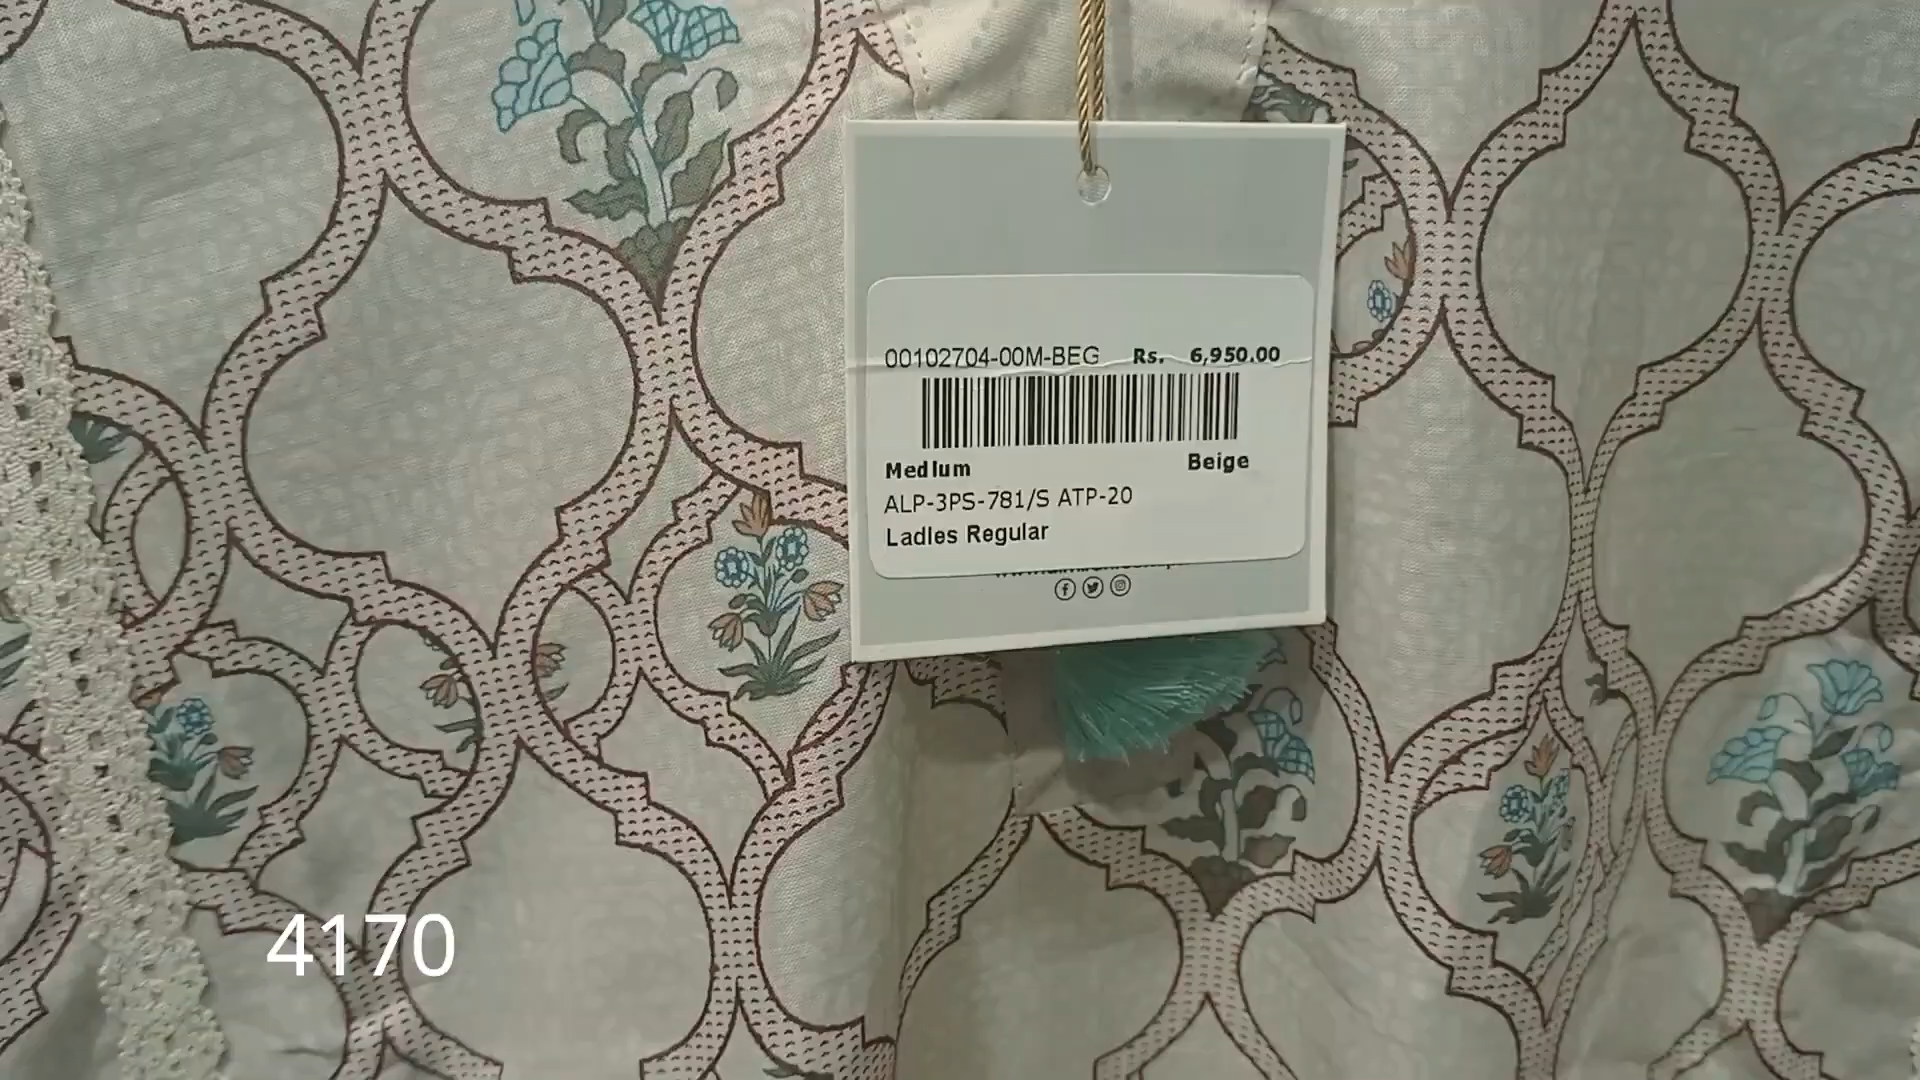 00102704-00M-BEG Rs. 6,950.00
Medium Beige
ALP-3PS-781/S ATP-20
Ladies Regular
4170